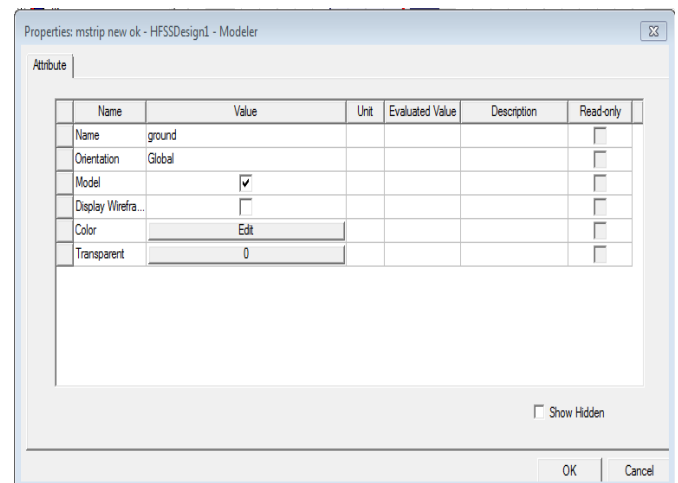 Properties: mstrip new ok - HFSSDesign1 - Modeler
Attribute
Name Value Unit Evaluated Value Description Read-only
Name ground
Orientation Global
Model
Display Wirefra...
Color Edit
Transparent 0
Show Hidden
OK Cancel